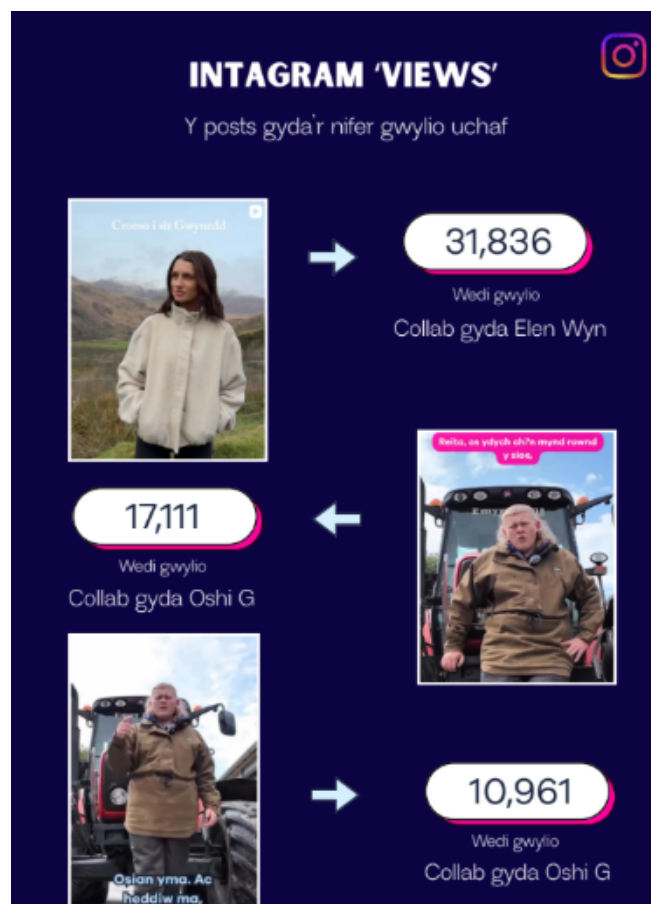 INTAGRAM 'VIEWS'
Y posts gyda'r nifer gwylio uchaf
Croeso i sir Gwynedd
31,836
Wedi gwylio
Collab gyda Elen Wyn
Reito, os ydych chi'n mynd rownd
y sioe,
17,111
Wedi gwylio
Collab gyda Oshi G
Osian yma. Ac
heddiw ma,
10,961
Wedi gwylio
Collab gyda Oshi G